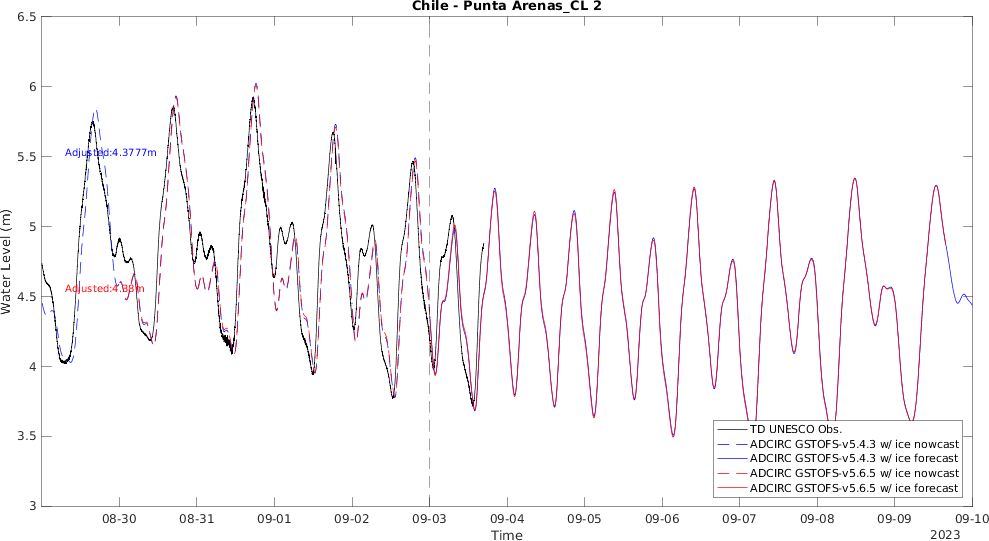 Chile - Punta Arenas_CL 2
Water Level (m)
6.5
6
5.5
5
4.5
4
3.5
3
Adjusted:4.3777m
Adjusted:4.38m
TD UNESCO Obs.
ADCIRC GSTOFS-v5.4.3 w/ ice nowcast
ADCIRC GSTOFS-v5.4.3 w/ ice forecast
ADCIRC GSTOFS-v5.6.5 w/ ice nowcast
ADCIRC GSTOFS-v5.6.5 w/ ice forecast
08-30 08-31 09-01 09-02 09-03 09-04 09-05 09-06 09-07 09-08 09-09 09-10
Time
2023